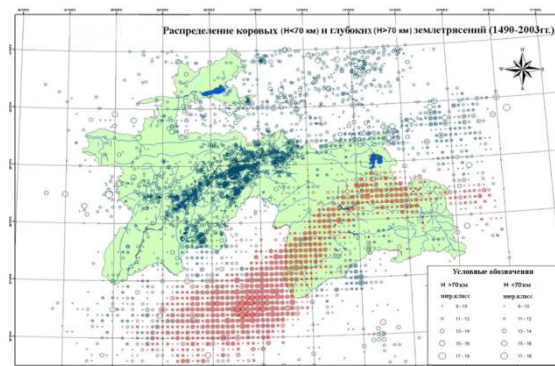 Распределение коровых (H<70 км) и глубоких (H>70 км) землетрясений (1490-2003гг.)
Условные обозначения
H >70 км H <70 км
энер.класс энер.класс
9 - 10 9 - 10
11 - 12 11 - 12
13 - 14 13 - 14
15 - 16 15 - 16
17 - 18 17 - 18